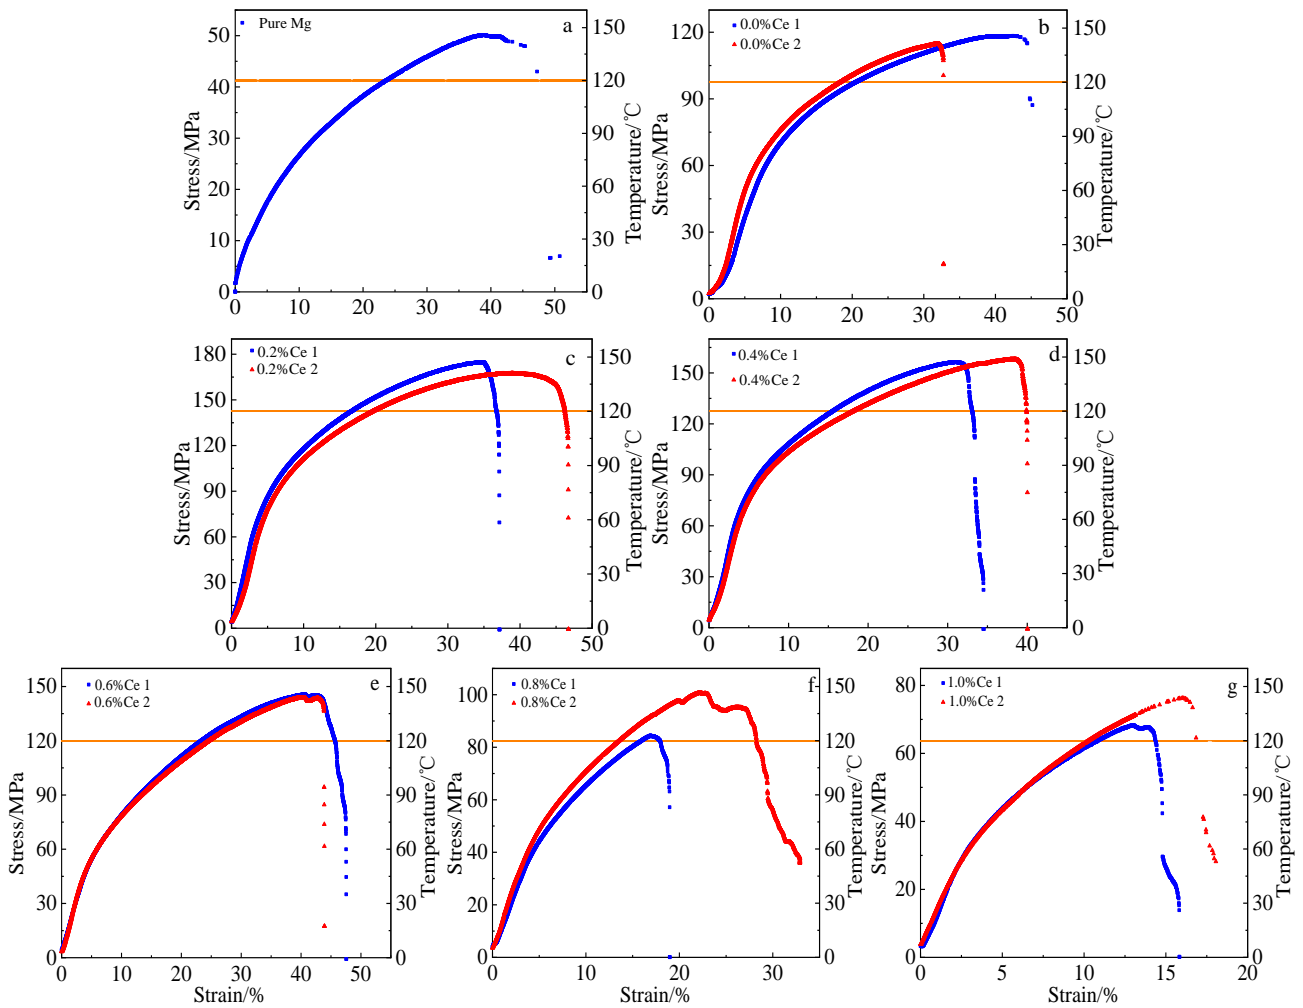 Pure Mg
a
Stress/MPa
50
40
30
20
10
0
0 10 20 30 40 50
150
120
90
60
30
0
Temperature/℃
0.0%Ce 1
0.0%Ce 2
b
Stress/MPa
120
90
60
30
0
0 10 20 30 40 50
150
120
90
60
30
0
Temperature/℃
0.2%Ce 1
0.2%Ce 2
c
Stress/MPa
180
150
120
90
60
30
0
0 10 20 30 40 50
150
120
90
60
30
0
Temperature/℃
0.4%Ce 1
0.4%Ce 2
d
Stress/MPa
150
120
90
60
30
0
0 10 20 30 40
150
120
90
60
30
0
Temperature/℃
0.6%Ce 1
0.6%Ce 2
e
Stress/MPa
150
120
90
60
30
0
0 10 20 30 40 50
Strain/%
150
120
90
60
30
0
Temperature/℃
0.8%Ce 1
0.8%Ce 2
f
Stress/MPa
100
80
60
40
20
0
0 10 20 30
Strain/%
150
120
90
60
30
0
Temperature/℃
1.0%Ce 1
1.0%Ce 2
g
Stress/MPa
80
60
40
20
0
0 5 10 15 20
Strain/%
150
120
90
60
30
0
Temperature/℃